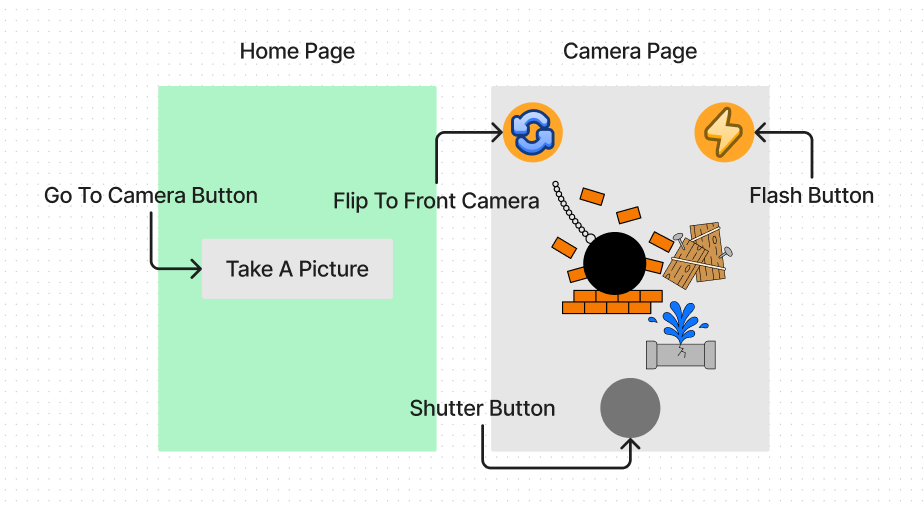 Home Page
Camera Page
Go To Camera Button
Flip To Front Camera
Flash Button
Take A Picture
Shutter Button